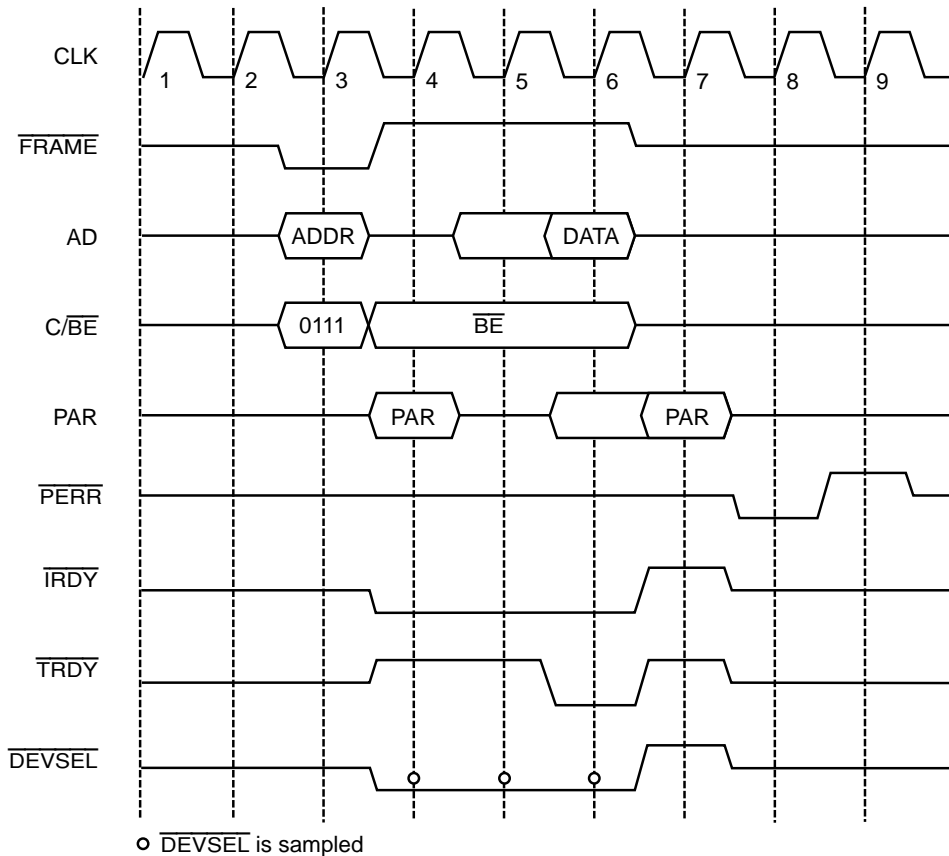 CLK
1 2 3 4 5 6 7 8 9
FRAME
AD ADDR DATA
C/BE 0111 BE
PAR PAR PAR
PERR
IRDY
TRDY
DEVSEL
DEVSEL is sampled